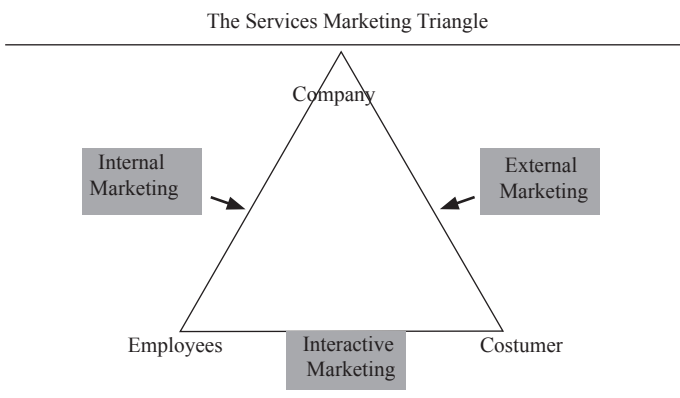 The Services Marketing Triangle
Company
Internal
Marketing
External
Marketing
Employees
Interactive
Marketing
Costumer